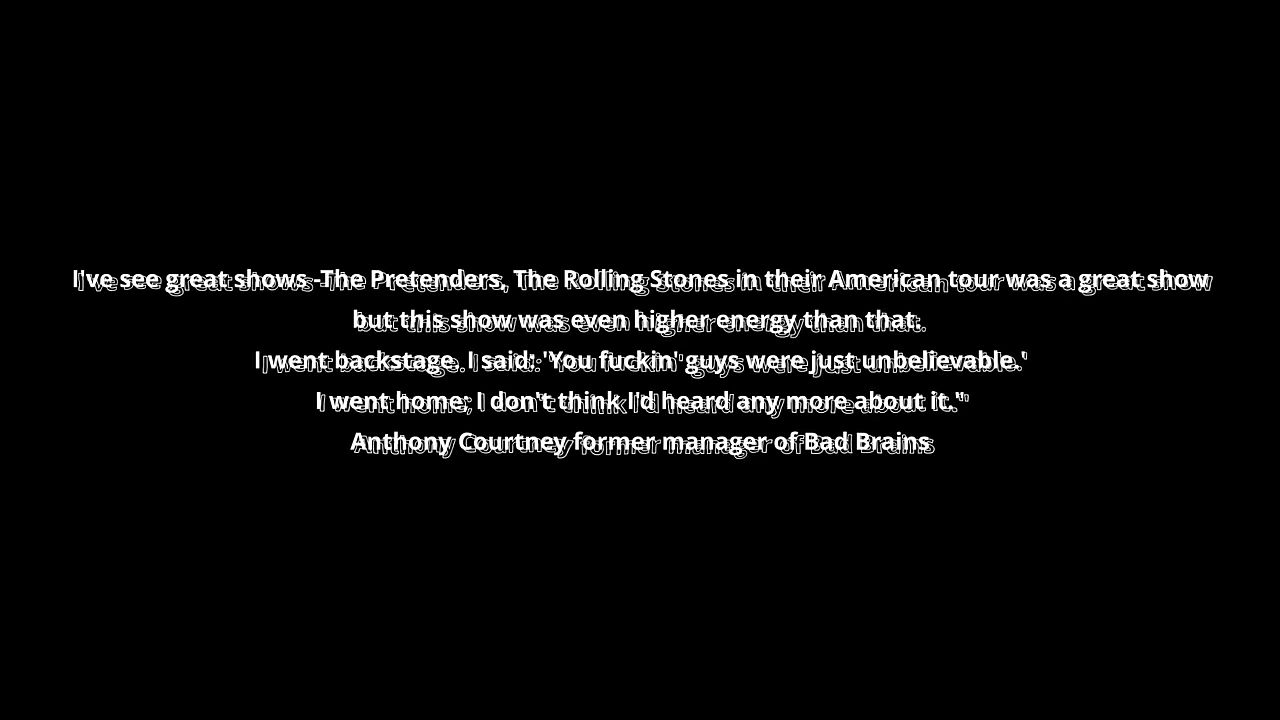 I've see great shows -The Pretenders, The Rolling Stones in their American tour was a great show
but this show was even higher energy than that.
I went backstage. I said: 'You fuckin' guys were just unbelievable.'
I went home; I don't think I'd heard any more about it."
Anthony Courtney former manager of Bad Brains